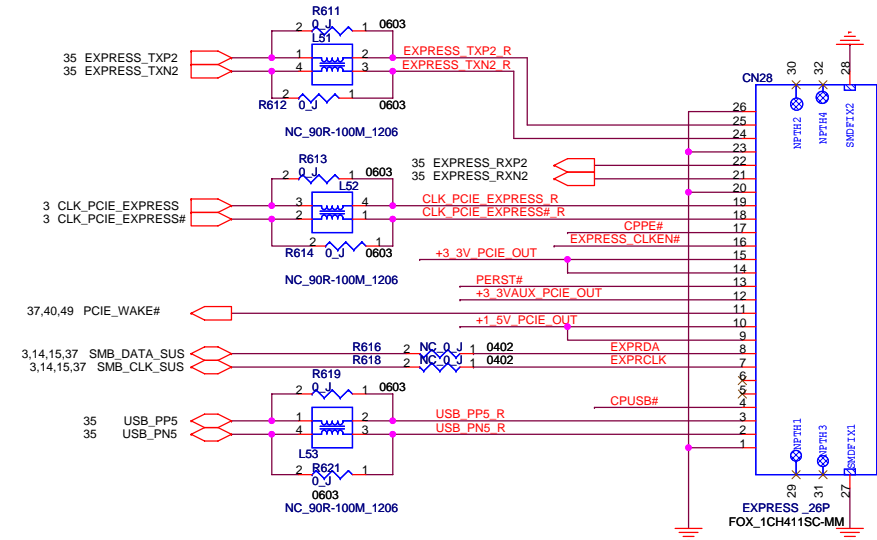 R611
2 0_J 1 0603
L51
35 EXPRESS_TXP2 1 2 EXPRESS_TXP2_R
35 EXPRESS_TXN2 4 3 EXPRESS_TXN2_R
2 1
R612 0_J 0603
NC_90R-100M_1206
30 32 28
CN28
NPTH2 NPTH4 SMDFIX2
26
25
24
23
R613
2 0_J 1 0603
L52
35 EXPRESS_RXP2 22
35 EXPRESS_RXN2 21
20
3 CLK_PCIE_EXPRESS 3 4 CLK_PCIE_EXPRESS_R 19
3 CLK_PCIE_EXPRESS# 2 1 CLK_PCIE_EXPRESS#_R 18
CPPE# 17
2 1
R614 0_J 0603
EXPRESS_CLKEN# 16
+3_3V_PCIE_OUT 15
14
NC_90R-100M_1206
PERST# 13
+3_3VAUX_PCIE_OUT 12
37,40,49 PCIE_WAKE# 11
+1_5V_PCIE_OUT 10
9
3,14,15,37 SMB_DATA_SUS R616 2 NC_0_J 1 0402 EXPRDA 8
3,14,15,37 SMB_CLK_SUS R618 2 NC_0_J 1 0402 EXPRCLK 7
6
5
R619
2 0_J 1 0603
CPUSB# 4
35 USB_PP5 1 2 USB_PP5_R 3
35 USB_PN5 4 3 USB_PN5_R 2
1
L53
2 R621 1
0_J
0603
NC_90R-100M_1206
NPTH1 NPTH3 SMDFIX1
29 31 27
EXPRESS _26P
FOX_1CH411SC-MM